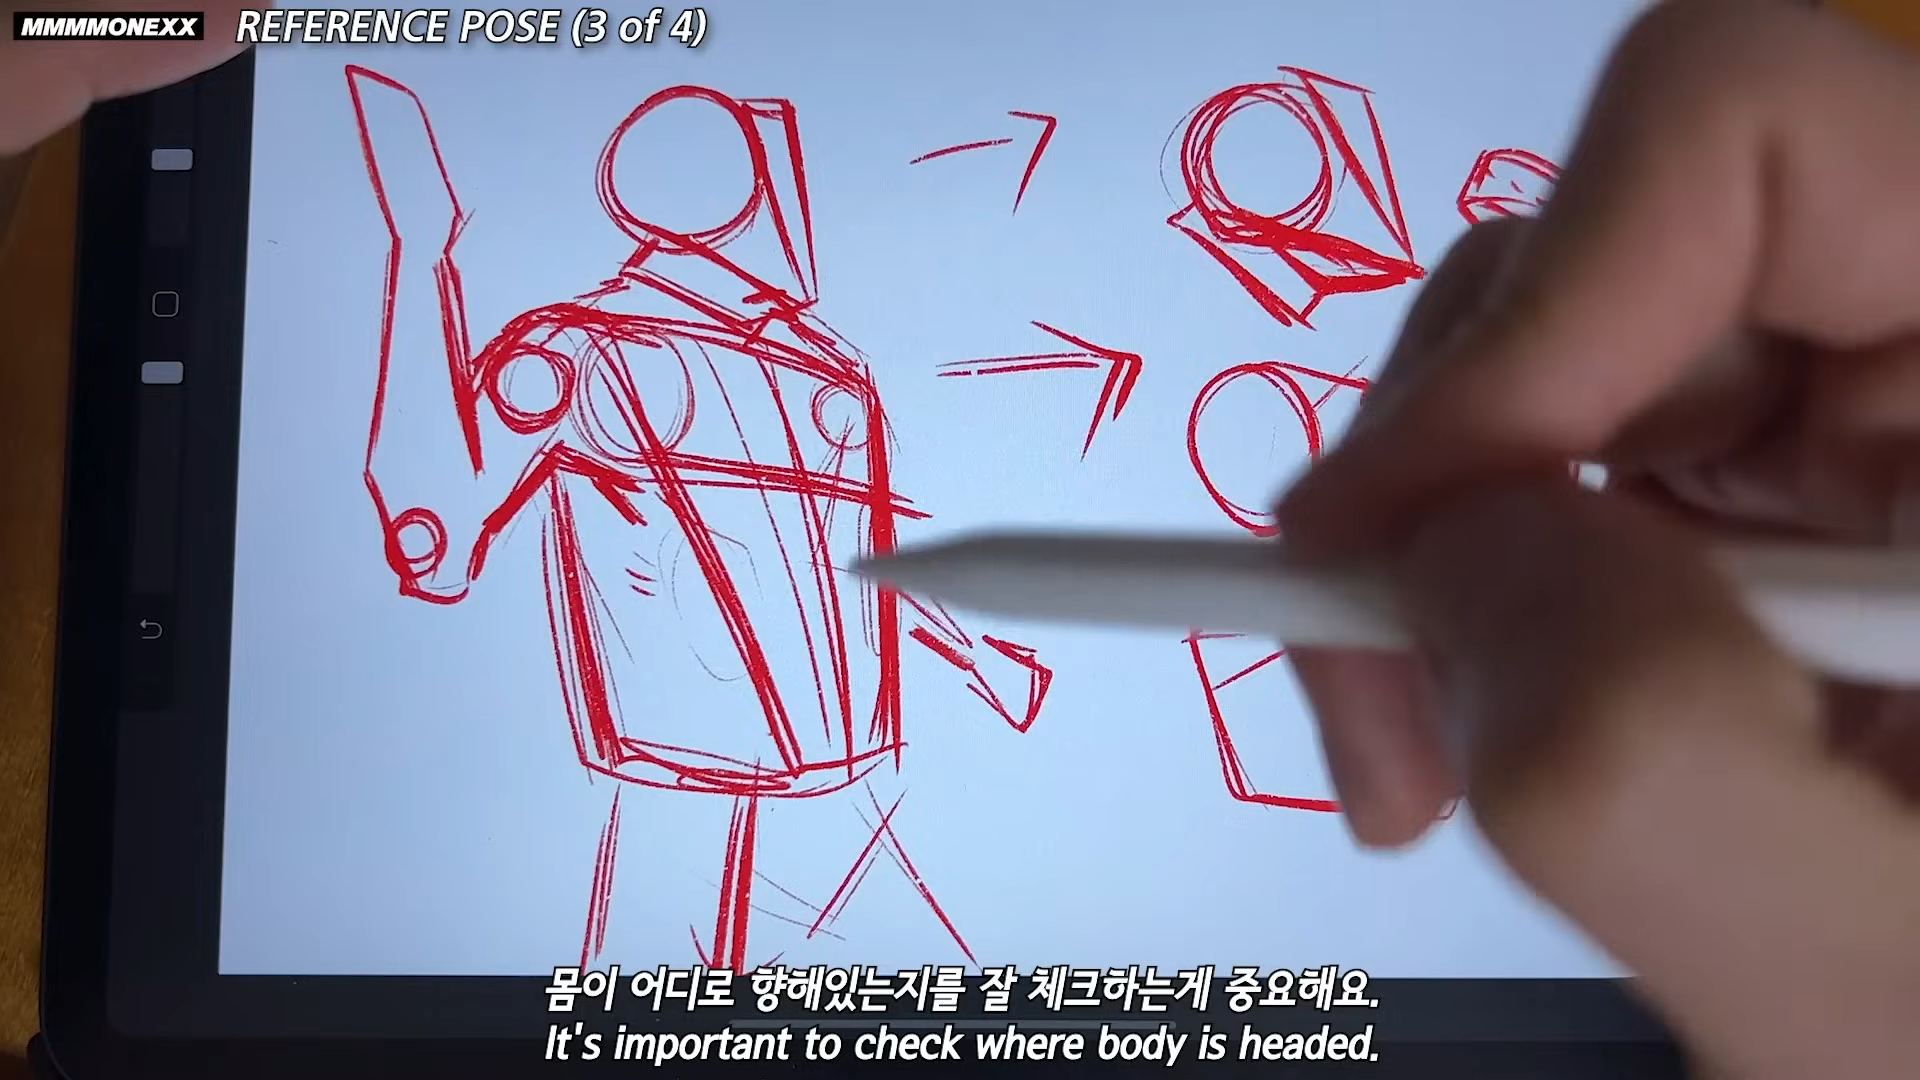 MMMMONEXX
REFERENCE POSE (3 of 4)
몸이 어디로 향해있는지를 잘 체크하는게 중요해요.
It's important to check where body is headed.